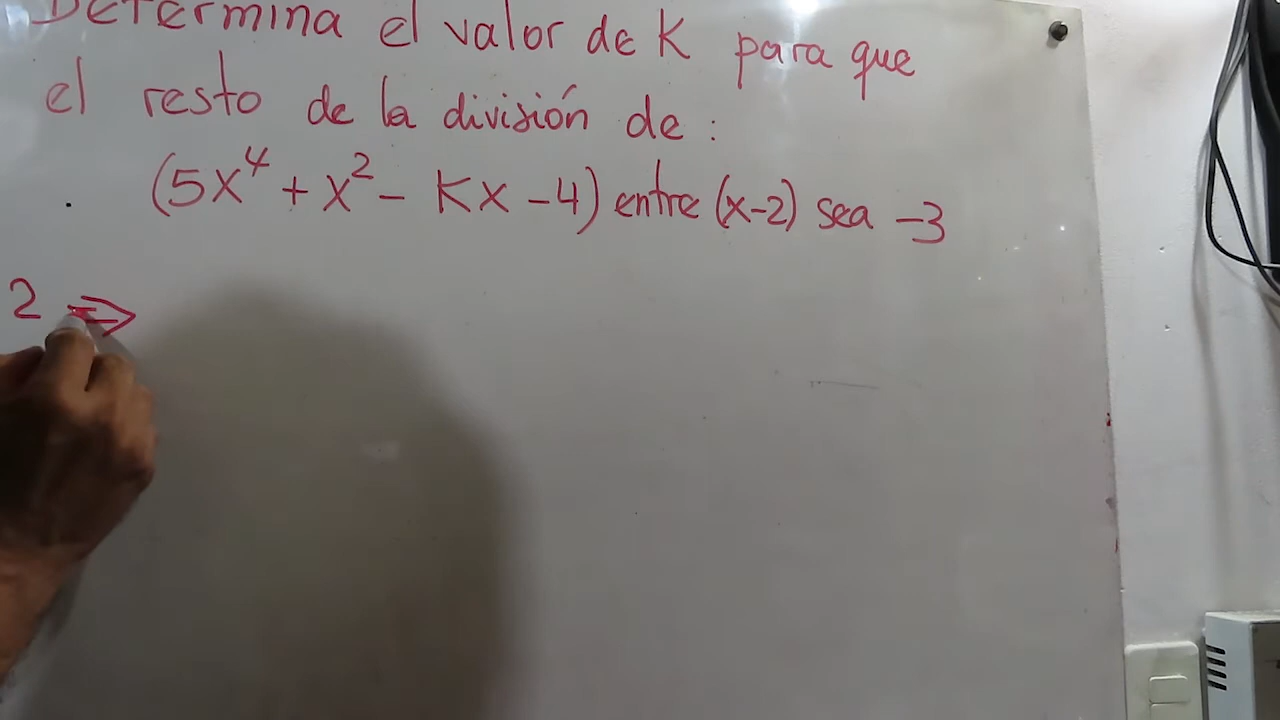 Determina el valor de K para que
el resto de la división de :
(5x⁴ + x² - Kx - 4) entre (x-2) sea -3
2 ⇒